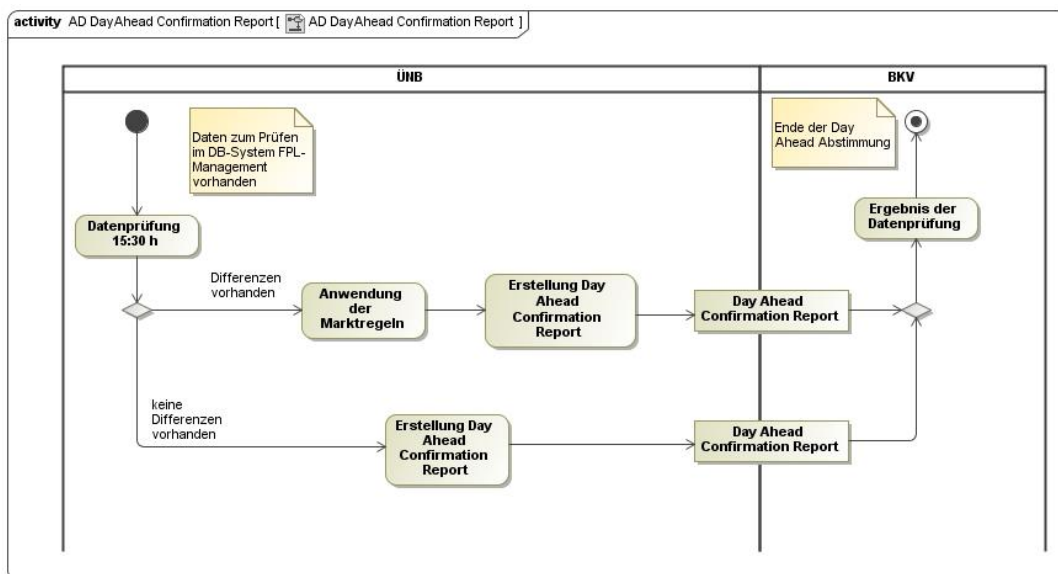 activity AD DayAhead Confirmation Report [ AD DayAhead Confirmation Report ]
ÜNB
BKV
Daten zum Prüfen
im DB-System FPL-
Management
vorhanden
Ende der Day
Ahead Abstimmung
Datenprüfung
15:30 h
Ergebnis der
Datenprüfung
Differenzen
vorhanden
Anwendung
der
Marktregeln
Erstellung Day
Ahead
Confirmation
Report
Day Ahead
Confirmation Report
keine
Differenzen
vorhanden
Erstellung Day
Ahead
Confirmation
Report
Day Ahead
Confirmation Report